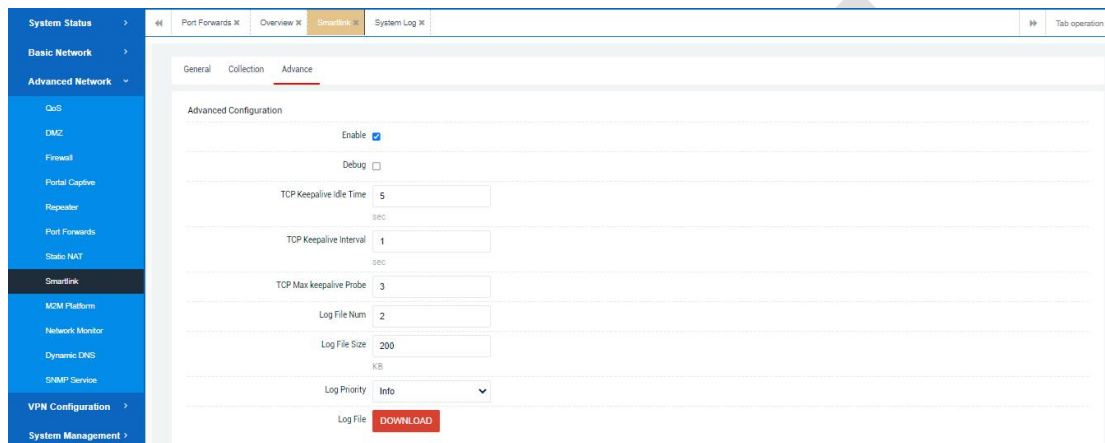 System Status
Port Forwards
Overview
Smartlink
System Log
Tab operation
Basic Network
Advanced Network
QoS
DMZ
Firewall
Portal Captive
Repeater
Port Forwards
Static NAT
Smartlink
M2M Platform
Network Monitor
Dynamic DNS
SNMP Service
VPN Configuration
System Management
General Collection Advance
Advanced Configuration
Enable
Debug
TCP Keepalive Idle Time 5
sec
TCP Keepalive Interval 1
sec
TCP Max keepalive Probe 3
Log File Num 2
Log File Size 200
KB
Log Priority Info
Log File DOWNLOAD